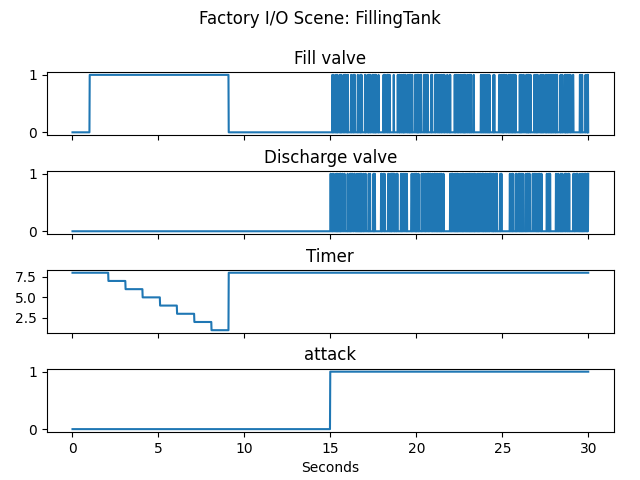 Factory I/O Scene: FillingTank
Fill valve
1
0
Discharge valve
1
0
Timer
7.5
5.0
2.5
attack
1
0
0 5 10 15 20 25 30
Seconds